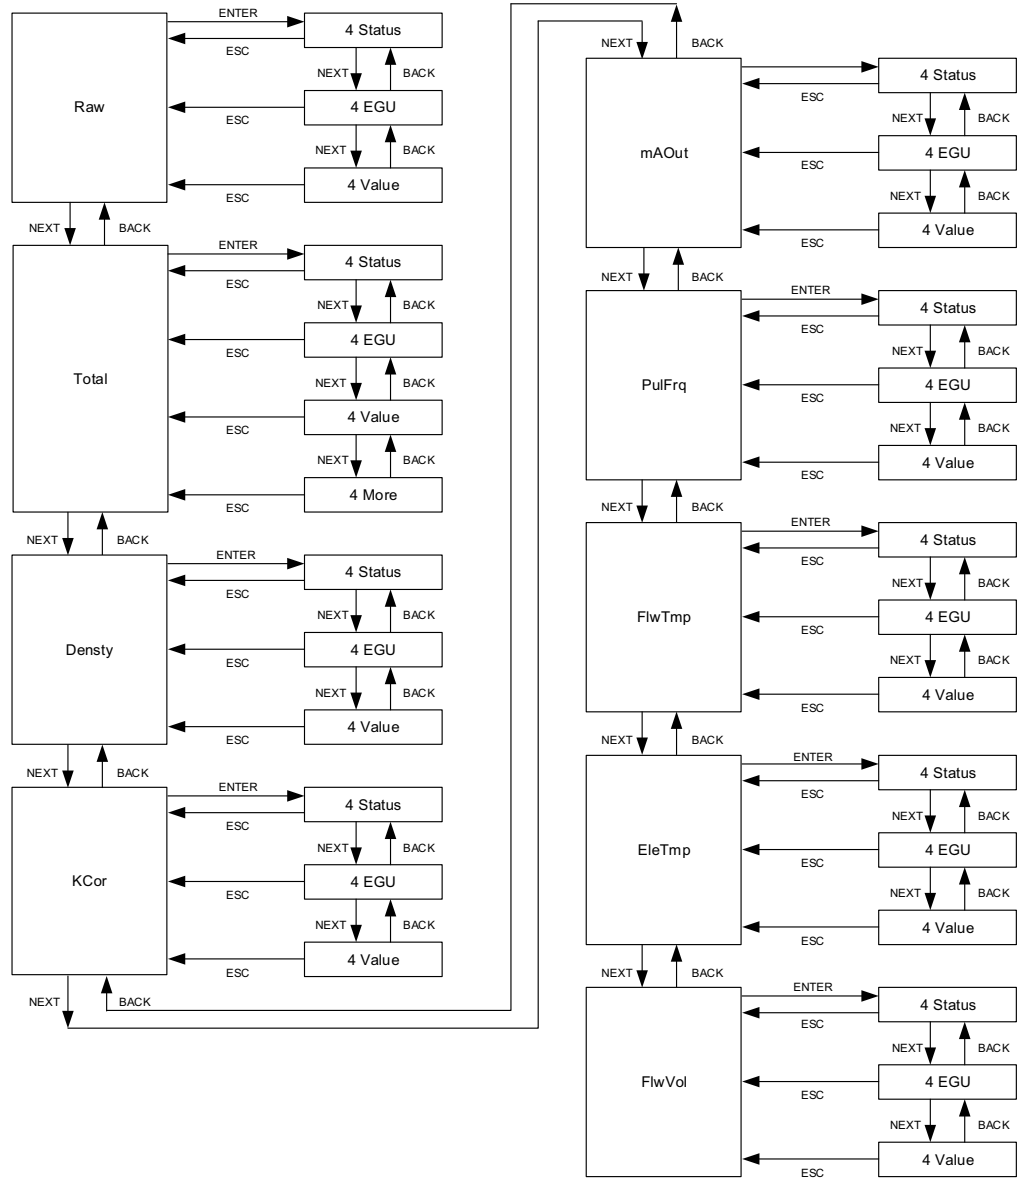 ENTER
4 Status
ESC
NEXT BACK
Raw
4 EGU
ESC
NEXT BACK
4 Value
ESC
NEXT BACK
ENTER
4 Status
ESC
NEXT BACK
4 EGU
ESC
Total
NEXT BACK
4 Value
ESC
NEXT BACK
4 More
ESC
NEXT BACK
ENTER
4 Status
ESC
NEXT BACK
Densty
4 EGU
ESC
NEXT BACK
4 Value
ESC
NEXT BACK
ENTER
4 Status
ESC
NEXT BACK
KCor
4 EGU
ESC
NEXT BACK
4 Value
ESC
NEXT BACK
NEXT BACK
4 Status
ESC
NEXT BACK
mAOut
4 EGU
ESC
NEXT BACK
4 Value
ESC
NEXT BACK
ENTER
4 Status
ESC
NEXT BACK
PulFrq
4 EGU
ESC
NEXT BACK
4 Value
ESC
NEXT BACK
ENTER
4 Status
ESC
NEXT BACK
FlwTmp
4 EGU
ESC
NEXT BACK
4 Value
ESC
NEXT BACK
ENTER
4 Status
ESC
NEXT BACK
EleTmp
4 EGU
ESC
NEXT BACK
4 Value
ESC
NEXT BACK
ENTER
4 Status
ESC
NEXT BACK
FlwVol
4 EGU
ESC
NEXT BACK
4 Value
ESC